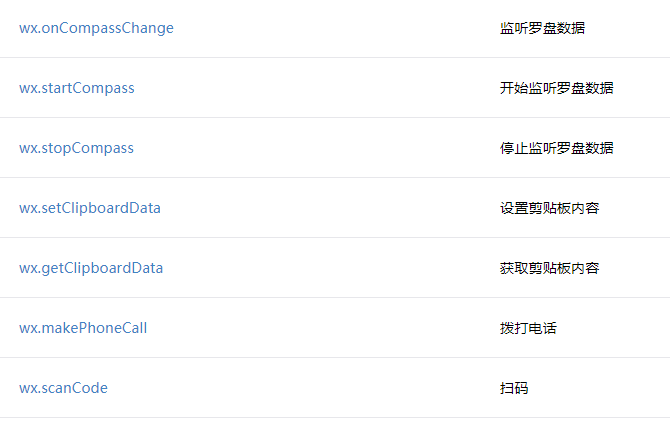 wx.onCompassChange 监听罗盘数据
wx.startCompass 开始监听罗盘数据
wx.stopCompass 停止监听罗盘数据
wx.setClipboardData 设置剪贴板内容
wx.getClipboardData 获取剪贴板内容
wx.makePhoneCall 拨打电话
wx.scanCode 扫码